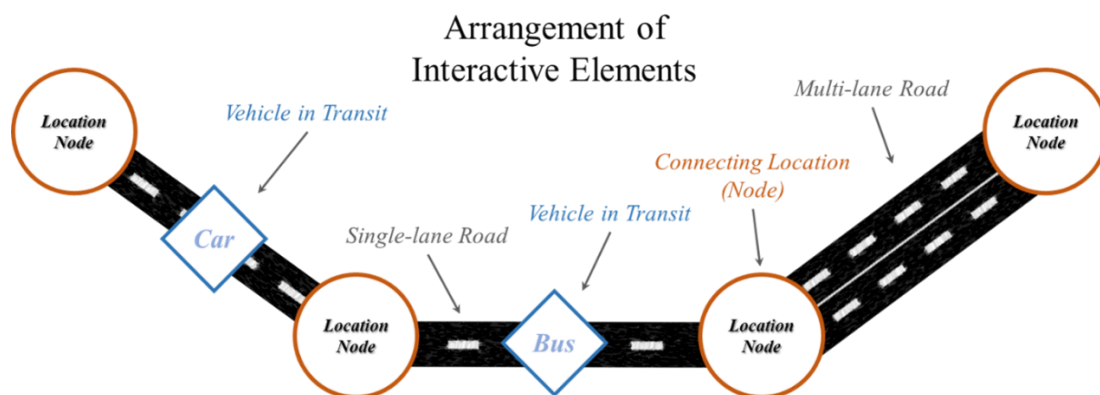 Arrangement of
Interactive Elements
Location
Node
Vehicle in Transit
Multi-lane Road
Location
Node
Connecting Location
(Node)
Car
Single-lane Road
Vehicle in Transit
Location
Node
Bus
Location
Node